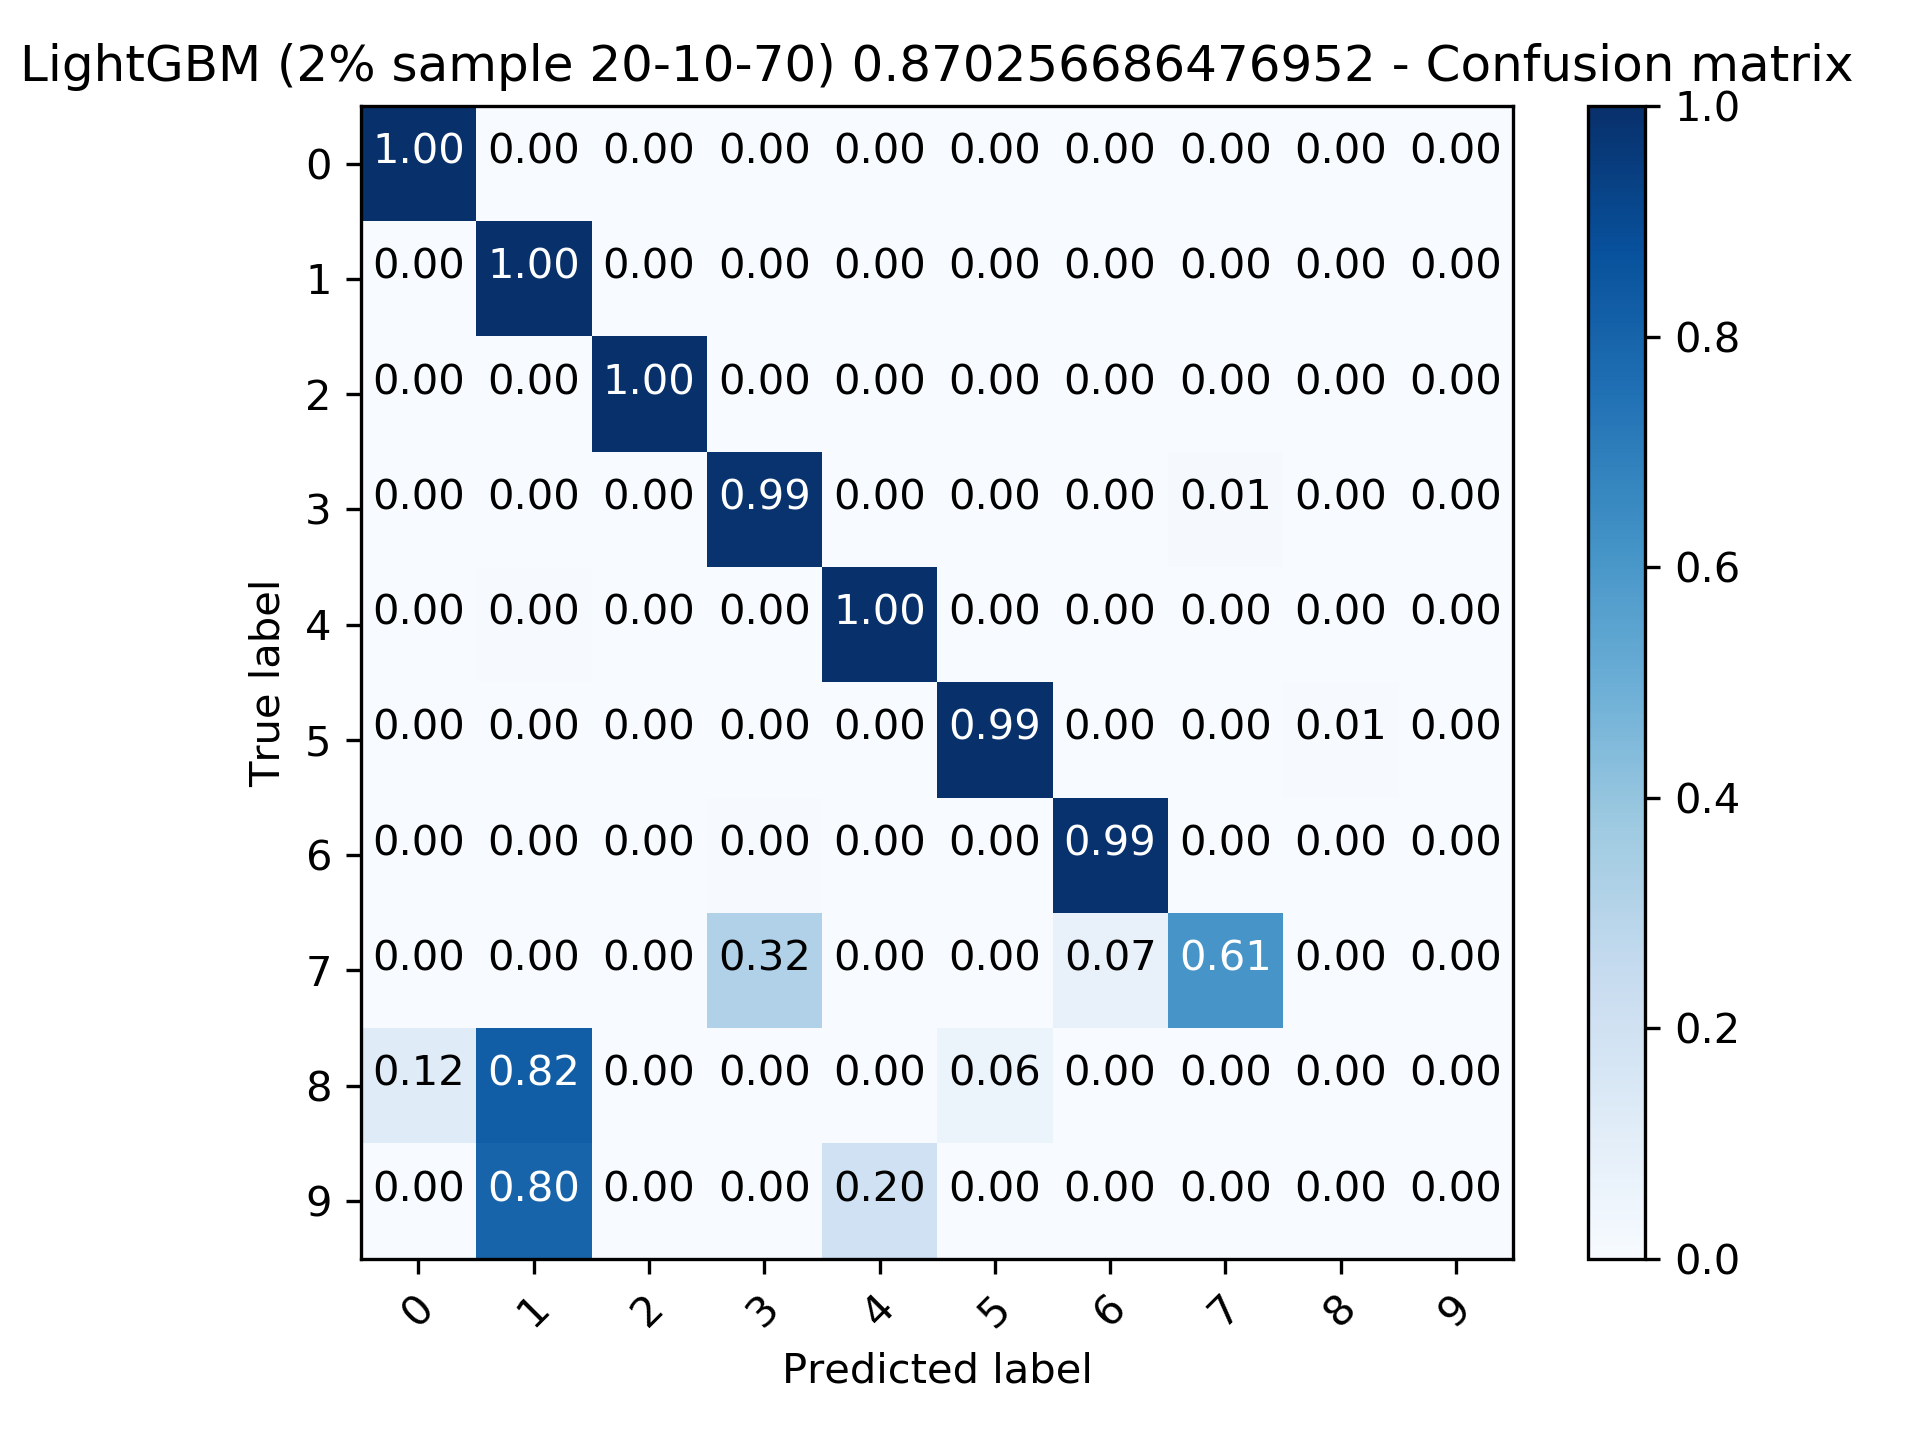 LightGBM (2% sample 20-10-70) 0.870256686476952 - Confusion matrix
0 1.00 0.00 0.00 0.00 0.00 0.00 0.00 0.00 0.00 0.00
1 0.00 1.00 0.00 0.00 0.00 0.00 0.00 0.00 0.00 0.00
2 0.00 0.00 1.00 0.00 0.00 0.00 0.00 0.00 0.00 0.00
3 0.00 0.00 0.00 0.99 0.00 0.00 0.00 0.01 0.00 0.00
4 0.00 0.00 0.00 0.00 1.00 0.00 0.00 0.00 0.00 0.00
5 0.00 0.00 0.00 0.00 0.00 0.99 0.00 0.00 0.01 0.00
6 0.00 0.00 0.00 0.00 0.00 0.00 0.99 0.00 0.00 0.00
7 0.00 0.00 0.00 0.32 0.00 0.00 0.07 0.61 0.00 0.00
8 0.12 0.82 0.00 0.00 0.00 0.06 0.00 0.00 0.00 0.00
9 0.00 0.80 0.00 0.00 0.20 0.00 0.00 0.00 0.00 0.00
True label
0 1 2 3 4 5 6 7 8 9
Predicted label
1.0
0.8
0.6
0.4
0.2
0.0